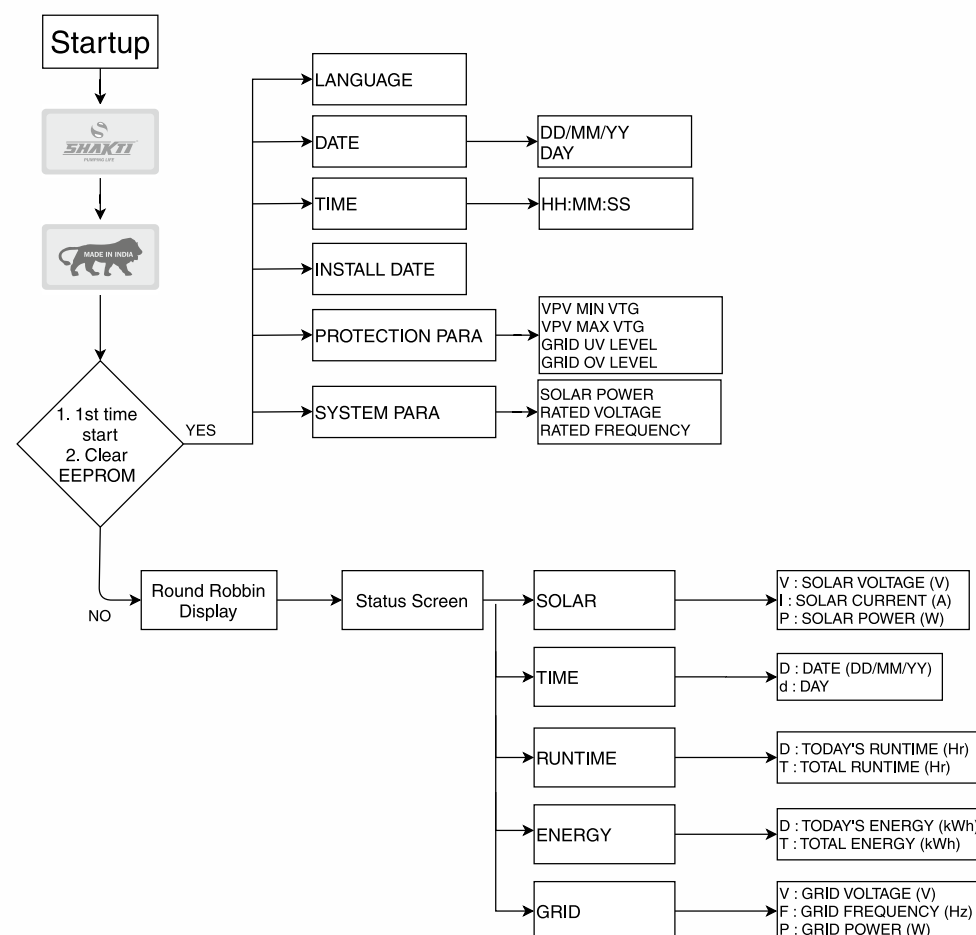 Startup
SHAKTI
PUMPING LIFE
MADE IN INDIA
1. 1st time
start
2. Clear
EEPROM
YES
NO
LANGUAGE
DATE
DD/MM/YY
DAY
TIME
HH:MM:SS
INSTALL DATE
PROTECTION PARA
VPV MIN VTG
VPV MAX VTG
GRID UV LEVEL
GRID OV LEVEL
SYSTEM PARA
SOLAR POWER
RATED VOLTAGE
RATED FREQUENCY
Round Robbin
Display
Status Screen
SOLAR
V : SOLAR VOLTAGE (V)
I : SOLAR CURRENT (A)
P : SOLAR POWER (W)
TIME
D : DATE (DD/MM/YY)
d : DAY
RUNTIME
D : TODAY'S RUNTIME (Hr)
T : TOTAL RUNTIME (Hr)
ENERGY
D : TODAY'S ENERGY (kWh)
T : TOTAL ENERGY (kWh)
GRID
V : GRID VOLTAGE (V)
F : GRID FREQUENCY (Hz)
P : GRID POWER (W)